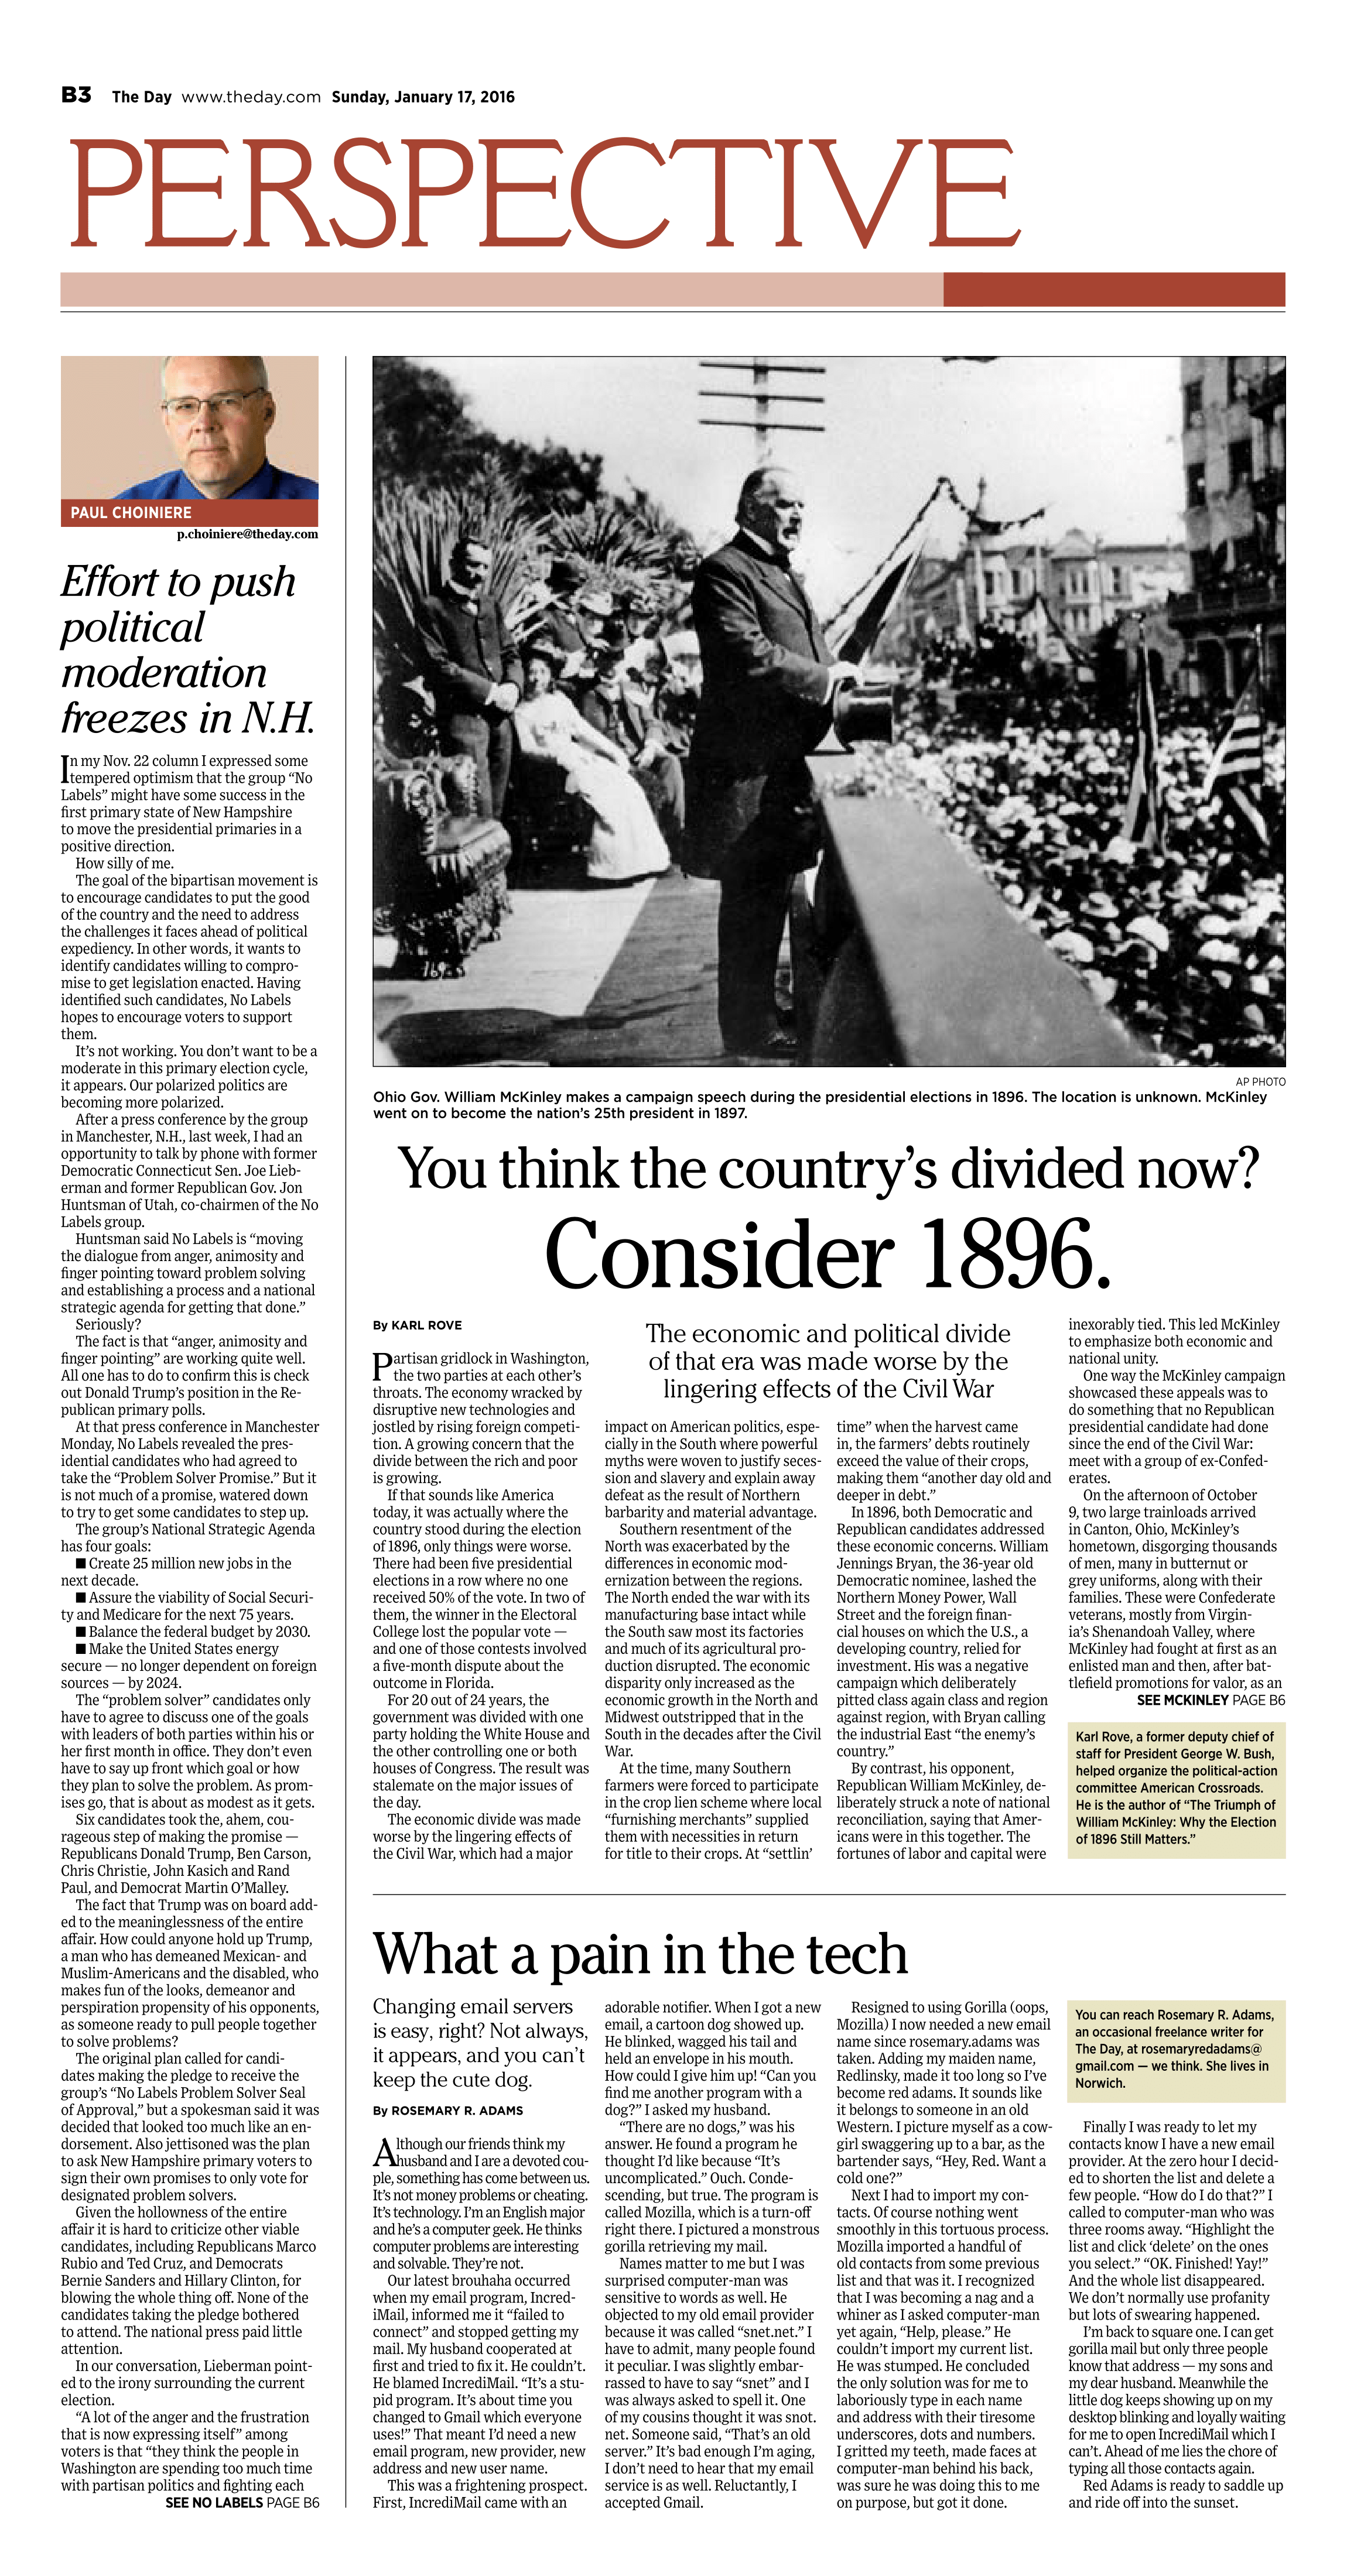 B3 The Day www.theday.com Sunday, January 17, 2016
PERSPECTIVE
PAUL CHOINIERE
p.choiniere@theday.com
Effort to push
political
moderation
freezes in N.H.
In my Nov. 22 column I expressed some
tempered optimism that the group “No
Labels” might have some success in the
first primary state of New Hampshire
to move the presidential primaries in a
positive direction.
How silly of me.
The goal of the bipartisan movement is
to encourage candidates to put the good
of the country and the need to address
the challenges it faces ahead of political
expediency. In other words, it wants to
identify candidates willing to compro-
mise to get legislation enacted. Having
identified such candidates, No Labels
hopes to encourage voters to support
them.
It’s not working. You don’t want to be a
moderate in this primary election cycle,
it appears. Our polarized politics are
becoming more polarized.
After a press conference by the group
in Manchester, N.H., last week, I had an
opportunity to talk by phone with former
Democratic Connecticut Sen. Joe Lieb-
erman and former Republican Gov. Jon
Huntsman of Utah, co-chairmen of the No
Labels group.
Huntsman said No Labels is “moving
the dialogue from anger, animosity and
finger pointing toward problem solving
and establishing a process and a national
strategic agenda for getting that done.”
Seriously?
The fact is that “anger, animosity and
finger pointing” are working quite well.
All one has to do to confirm this is check
out Donald Trump’s position in the Re-
publican primary polls.
At that press conference in Manchester
Monday, No Labels revealed the pres-
idential candidates who had agreed to
take the “Problem Solver Promise.” But it
is not much of a promise, watered down
to try to get some candidates to step up.
The group’s National Strategic Agenda
has four goals:
■ Create 25 million new jobs in the
next decade.
■ Assure the viability of Social Securi-
ty and Medicare for the next 75 years.
■ Balance the federal budget by 2030.
■ Make the United States energy
secure — no longer dependent on foreign
sources — by 2024.
The “problem solver” candidates only
have to agree to discuss one of the goals
with leaders of both parties within his or
her first month in office. They don’t even
have to say up front which goal or how
they plan to solve the problem. As prom-
ises go, that is about as modest as it gets.
Six candidates took the, ahem, cou-
rageous step of making the promise —
Republicans Donald Trump, Ben Carson,
Chris Christie, John Kasich and Rand
Paul, and Democrat Martin O’Malley.
The fact that Trump was on board add-
ed to the meaninglessness of the entire
affair. How could anyone hold up Trump,
a man who has demeaned Mexican- and
Muslim-Americans and the disabled, who
makes fun of the looks, demeanor and
perspiration propensity of his opponents,
as someone ready to pull people together
to solve problems?
The original plan called for candi-
dates making the pledge to receive the
group’s “No Labels Problem Solver Seal
of Approval,” but a spokesman said it was
decided that looked too much like an en-
dorsement. Also jettisoned was the plan
to ask New Hampshire primary voters to
sign their own promises to only vote for
designated problem solvers.
Given the hollowness of the entire
affair it is hard to criticize other viable
candidates, including Republicans Marco
Rubio and Ted Cruz, and Democrats
Bernie Sanders and Hillary Clinton, for
blowing the whole thing off. None of the
candidates taking the pledge bothered
to attend. The national press paid little
attention.
In our conversation, Lieberman point-
ed to the irony surrounding the current
election.
“A lot of the anger and the frustration
that is now expressing itself” among
voters is that “they think the people in
Washington are spending too much time
with partisan politics and fighting each
SEE NO LABELS PAGE B6
AP PHOTO
Ohio Gov. William McKinley makes a campaign speech during the presidential elections in 1896. The location is unknown. McKinley
went on to become the nation’s 25th president in 1897.
You think the country’s divided now?
Consider 1896.
The economic and political divide
of that era was made worse by the
lingering effects of the Civil War
By KARL ROVE
Partisan gridlock in Washington,
the two parties at each other’s
throats. The economy wracked by
disruptive new technologies and
jostled by rising foreign competi-
tion. A growing concern that the
divide between the rich and poor
is growing.
If that sounds like America
today, it was actually where the
country stood during the election
of 1896, only things were worse.
There had been five presidential
elections in a row where no one
received 50% of the vote. In two of
them, the winner in the Electoral
College lost the popular vote —
and one of those contests involved
a five-month dispute about the
outcome in Florida.
For 20 out of 24 years, the
government was divided with one
party holding the White House and
the other controlling one or both
houses of Congress. The result was
stalemate on the major issues of
the day.
The economic divide was made
worse by the lingering effects of
the Civil War, which had a major
impact on American politics, espe-
cially in the South where powerful
myths were woven to justify seces-
sion and slavery and explain away
defeat as the result of Northern
barbarity and material advantage.
Southern resentment of the
North was exacerbated by the
differences in economic mod-
ernization between the regions.
The North ended the war with its
manufacturing base intact while
the South saw most its factories
and much of its agricultural pro-
duction disrupted. The economic
disparity only increased as the
economic growth in the North and
Midwest outstripped that in the
South in the decades after the Civil
War.
At the time, many Southern
farmers were forced to participate
in the crop lien scheme where local
“furnishing merchants” supplied
them with necessities in return
for title to their crops. At “settlin’
time” when the harvest came
in, the farmers’ debts routinely
exceed the value of their crops,
making them “another day old and
deeper in debt.”
In 1896, both Democratic and
Republican candidates addressed
these economic concerns. William
Jennings Bryan, the 36-year old
Democratic nominee, lashed the
Northern Money Power, Wall
Street and the foreign finan-
cial houses on which the U.S., a
developing country, relied for
investment. His was a negative
campaign which deliberately
pitted class again class and region
against region, with Bryan calling
the industrial East “the enemy’s
country.”
By contrast, his opponent,
Republican William McKinley, de-
liberately struck a note of national
reconciliation, saying that Amer-
icans were in this together. The
fortunes of labor and capital were
inexorably tied. This led McKinley
to emphasize both economic and
national unity.
One way the McKinley campaign
showcased these appeals was to
do something that no Republican
presidential candidate had done
since the end of the Civil War:
meet with a group of ex-Confed-
erates.
On the afternoon of October
9, two large trainloads arrived
in Canton, Ohio, McKinley’s
hometown, disgorging thousands
of men, many in butternut or
grey uniforms, along with their
families. These were Confederate
veterans, mostly from Virgin-
ia’s Shenandoah Valley, where
McKinley had fought at first as an
enlisted man and then, after bat-
tlefield promotions for valor, as an
SEE MCKINLEY PAGE B6
Karl Rove, a former deputy chief of
staff for President George W. Bush,
helped organize the political-action
committee American Crossroads.
He is the author of “The Triumph of
William McKinley: Why the Election
of 1896 Still Matters.”
What a pain in the tech
Changing email servers
is easy, right? Not always,
it appears, and you can’t
keep the cute dog.
By ROSEMARY R. ADAMS
Although our friends think my
husband and I are a devoted cou-
ple, something has come between us.
It’s not money problems or cheating.
It’s technology. I’m an English major
and he’s a computer geek. He thinks
computer problems are interesting
and solvable. They’re not.
Our latest brouhaha occurred
when my email program, Incred-
iMail, informed me it “failed to
connect” and stopped getting my
mail. My husband cooperated at
first and tried to fix it. He couldn’t.
He blamed IncrediMail. “It’s a stu-
pid program. It’s about time you
changed to Gmail which everyone
uses!” That meant I’d need a new
email program, new provider, new
address and new user name.
This was a frightening prospect.
First, IncrediMail came with an
adorable notifier. When I got a new
email, a cartoon dog showed up.
He blinked, wagged his tail and
held an envelope in his mouth.
How could I give him up! “Can you
find me another program with a
dog?” I asked my husband.
“There are no dogs,” was his
answer. He found a program he
thought I’d like because “It’s
uncomplicated.” Ouch. Conde-
scending, but true. The program is
called Mozilla, which is a turn-off
right there. I pictured a monstrous
gorilla retrieving my mail.
Names matter to me but I was
surprised computer-man was
sensitive to words as well. He
objected to my old email provider
because it was called “snet.net.” I
have to admit, many people found
it peculiar. I was slightly embar-
rassed to have to say “snet” and I
was always asked to spell it. One
of my cousins thought it was snot.
net. Someone said, “That’s an old
server.” It’s bad enough I’m aging,
I don’t need to hear that my email
service is as well. Reluctantly, I
accepted Gmail.
Resigned to using Gorilla (oops,
Mozilla) I now needed a new email
name since rosemary.adams was
taken. Adding my maiden name,
Redlinsky, made it too long so I’ve
become red adams. It sounds like
it belongs to someone in an old
Western. I picture myself as a cow-
girl swaggering up to a bar, as the
bartender says, “Hey, Red. Want a
cold one?”
Next I had to import my con-
tacts. Of course nothing went
smoothly in this tortuous process.
Mozilla imported a handful of
old contacts from some previous
list and that was it. I recognized
that I was becoming a nag and a
whiner as I asked computer-man
yet again, “Help, please.” He
couldn’t import my current list.
He was stumped. He concluded
the only solution was for me to
laboriously type in each name
and address with their tiresome
underscores, dots and numbers.
I gritted my teeth, made faces at
computer-man behind his back,
was sure he was doing this to me
on purpose, but got it done.
You can reach Rosemary R. Adams,
an occasional freelance writer for
The Day, at rosemaryredadams@
gmail.com — we think. She lives in
Norwich.
Finally I was ready to let my
contacts know I have a new email
provider. At the zero hour I decid-
ed to shorten the list and delete a
few people. “How do I do that?” I
called to computer-man who was
three rooms away. “Highlight the
list and click ‘delete’ on the ones
you select.” “OK. Finished! Yay!”
And the whole list disappeared.
We don’t normally use profanity
but lots of swearing happened.
I’m back to square one. I can get
gorilla mail but only three people
know that address — my sons and
my dear husband. Meanwhile the
little dog keeps showing up on my
desktop blinking and loyally waiting
for me to open IncrediMail which I
can’t. Ahead of me lies the chore of
typing all those contacts again.
Red Adams is ready to saddle up
and ride off into the sunset.